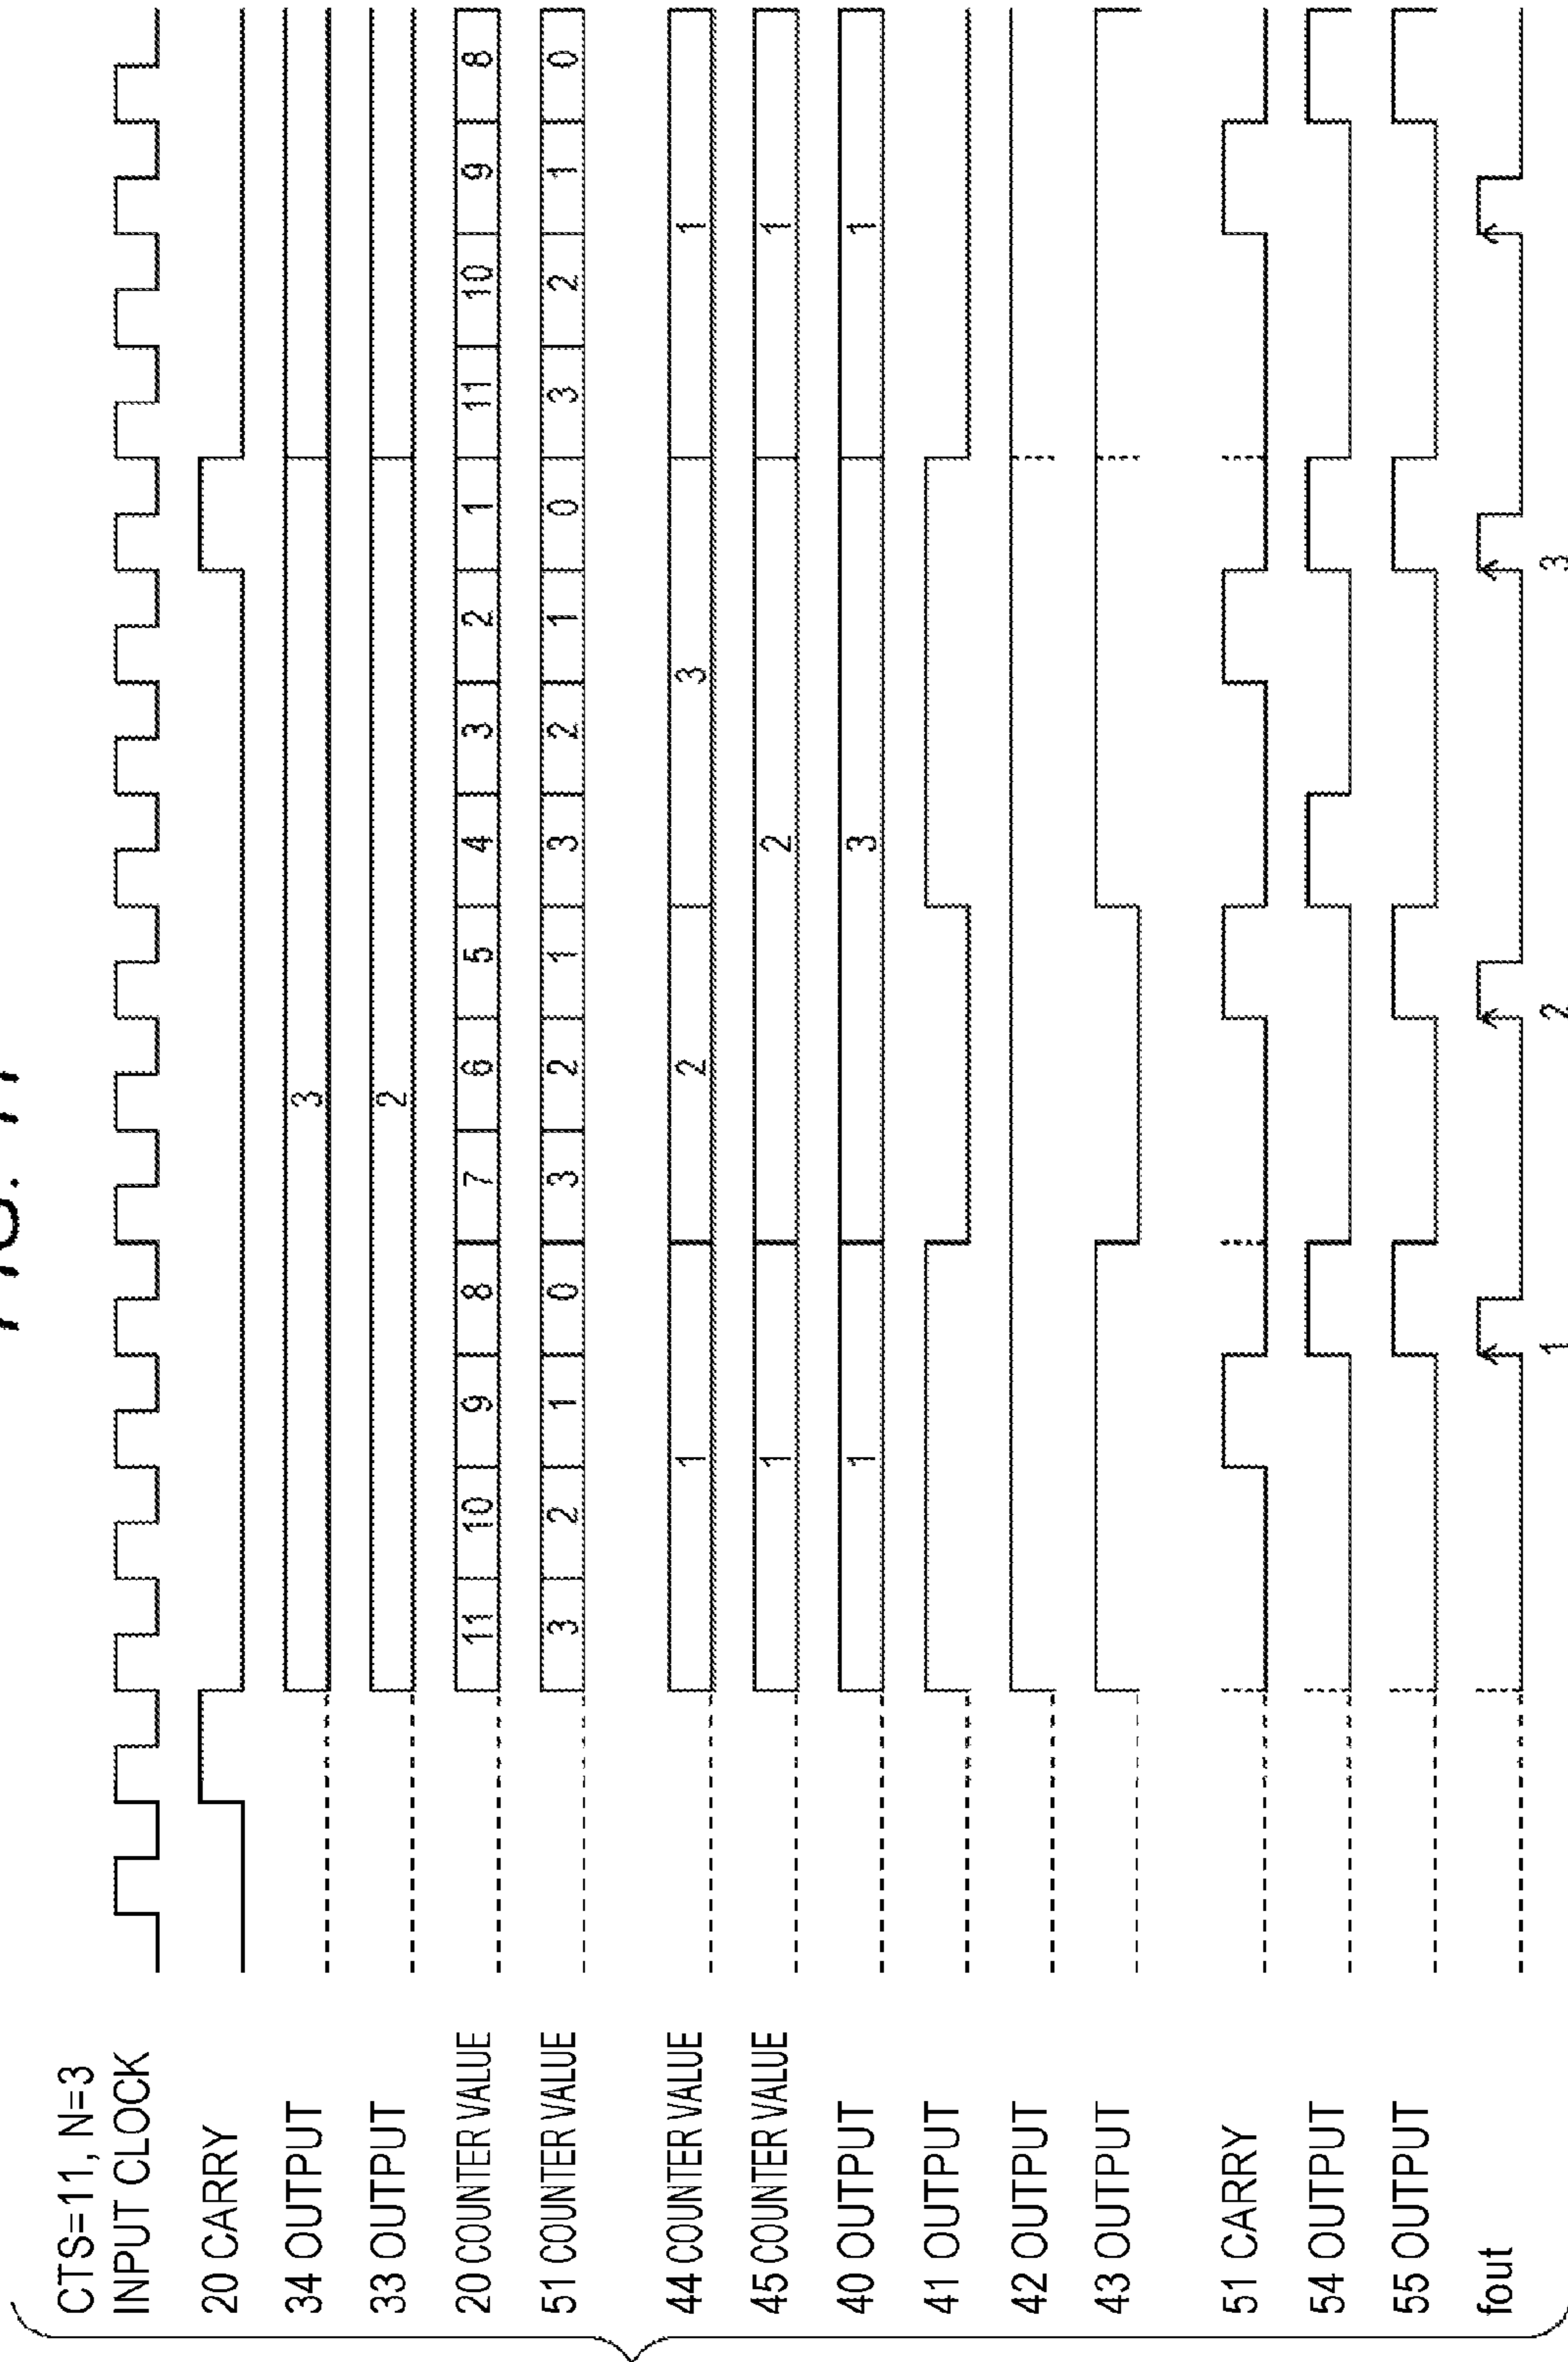 CTS=11, N=3
INPUT CLOCK
20 CARRY
34 OUTPUT 3
33 OUTPUT 2
20 COUNTER VALUE 11 10 9 8 7 6 5 4 3 2 1 11 10 9 8
51 COUNTER VALUE 3 2 1 0 3 2 1 3 2 1 0 3 2 1 0
44 COUNTER VALUE 1 2 3 1
45 COUNTER VALUE 1 2 1
40 OUTPUT 1 3 1
41 OUTPUT
42 OUTPUT
43 OUTPUT
51 CARRY
54 OUTPUT
55 OUTPUT
fout
1 2 3